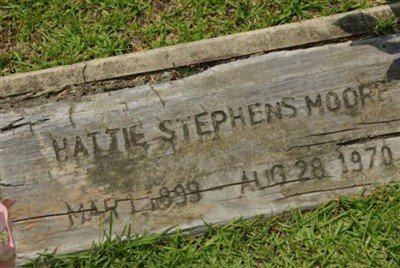 HATTIE STEPHENS MOORE
MAR 1 1899 AUG 28 1970